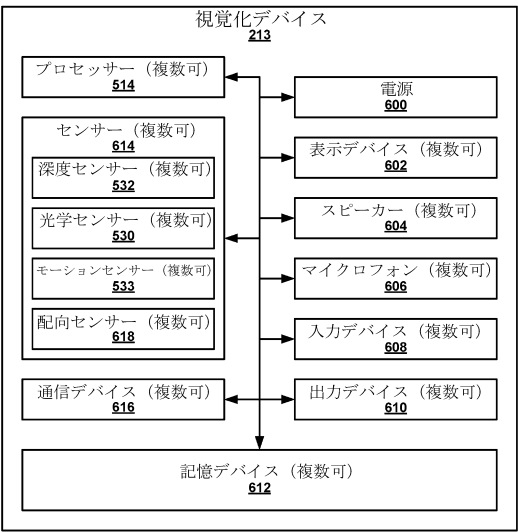 視覚化デバイス
213
プロセッサー（複数可）
514
センサー（複数可）
614
深度センサー（複数可）
532
光学センサー（複数可）
530
モーションセンサー（複数可）
533
配向センサー（複数可）
618
通信デバイス（複数可）
616
電源
600
表示デバイス（複数可）
602
スピーカー（複数可）
604
マイクロフォン（複数可）
606
入力デバイス（複数可）
608
出力デバイス（複数可）
610
記憶デバイス（複数可）
612